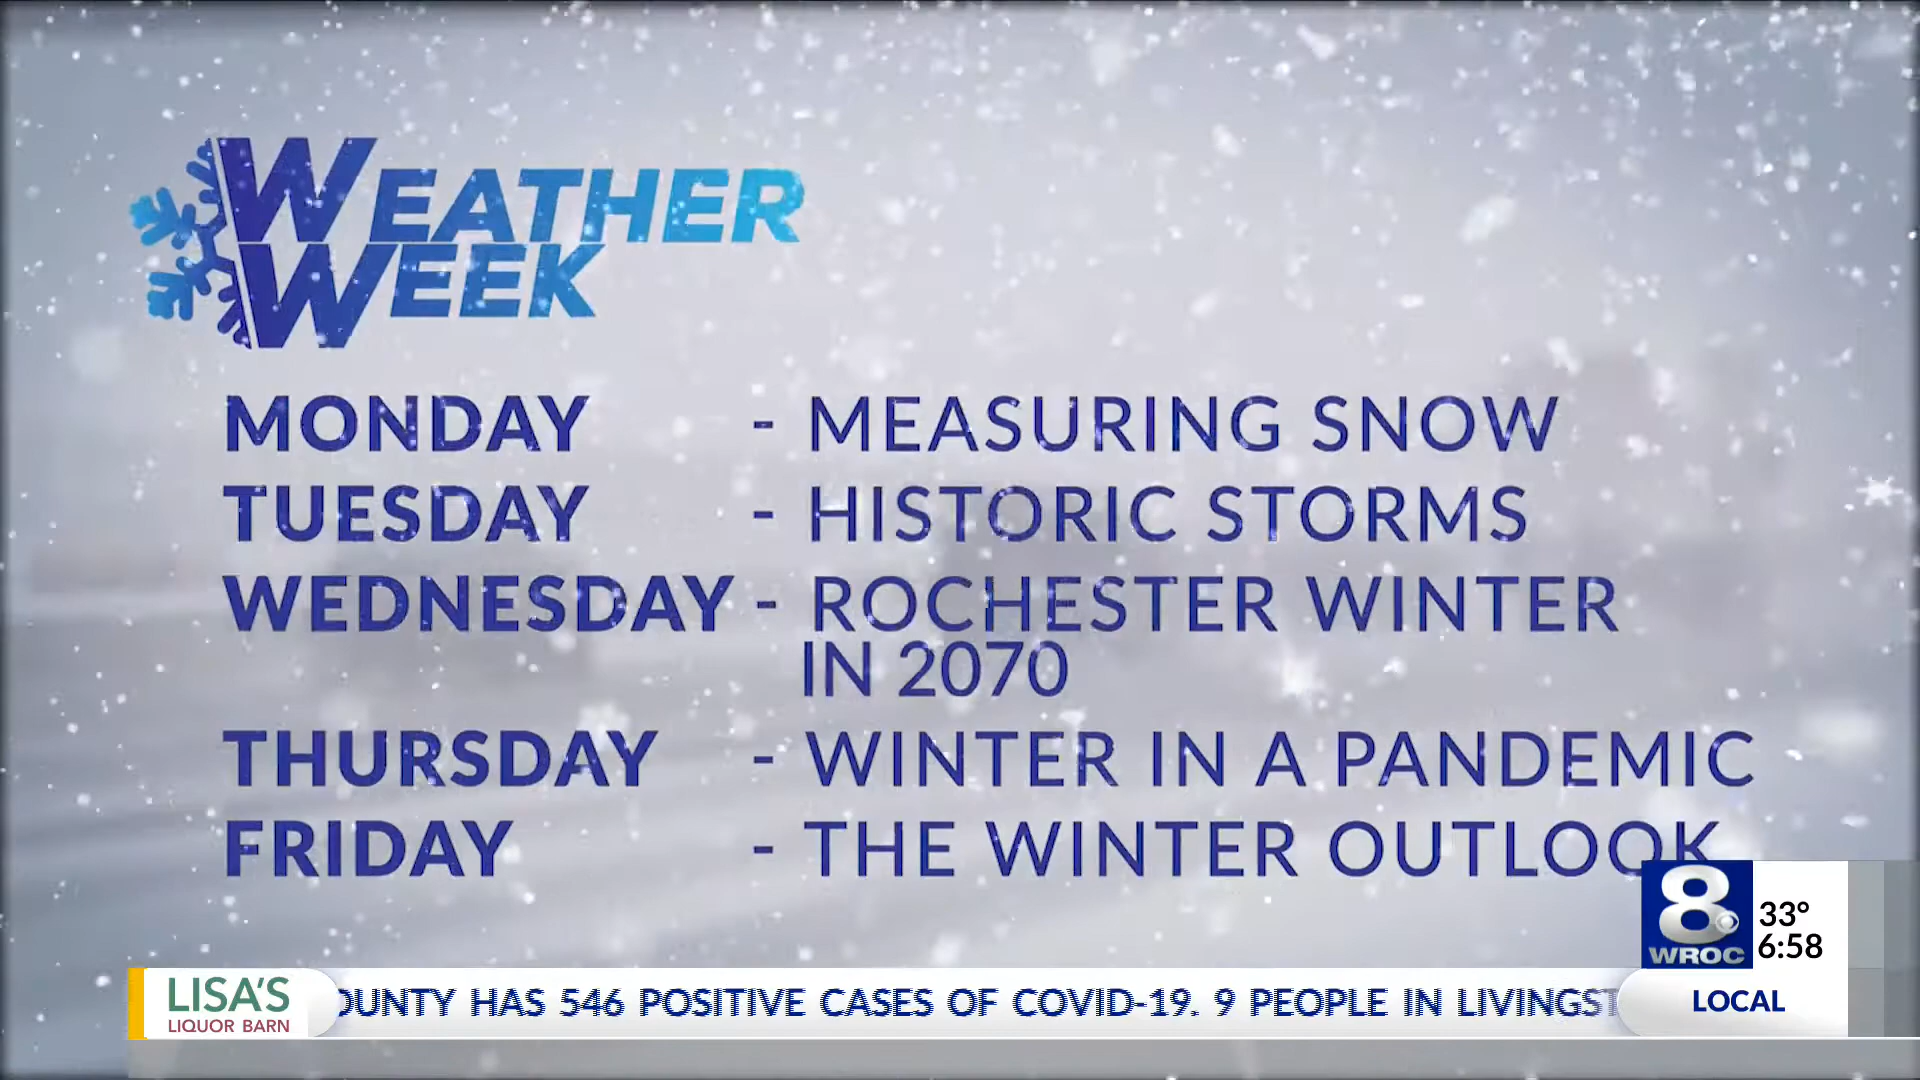 WEATHER
WEEK
MONDAY - MEASURING SNOW
TUESDAY - HISTORIC STORMS
WEDNESDAY - ROCHESTER WINTER
IN 2070
THURSDAY - WINTER IN A PANDEMIC
FRIDAY - THE WINTER OUTLOOK
8
WROC
33°
6:58
LISA'S
LIQUOR BARN
OUNTY HAS 546 POSITIVE CASES OF COVID-19. 9 PEOPLE IN LIVINGST
LOCAL